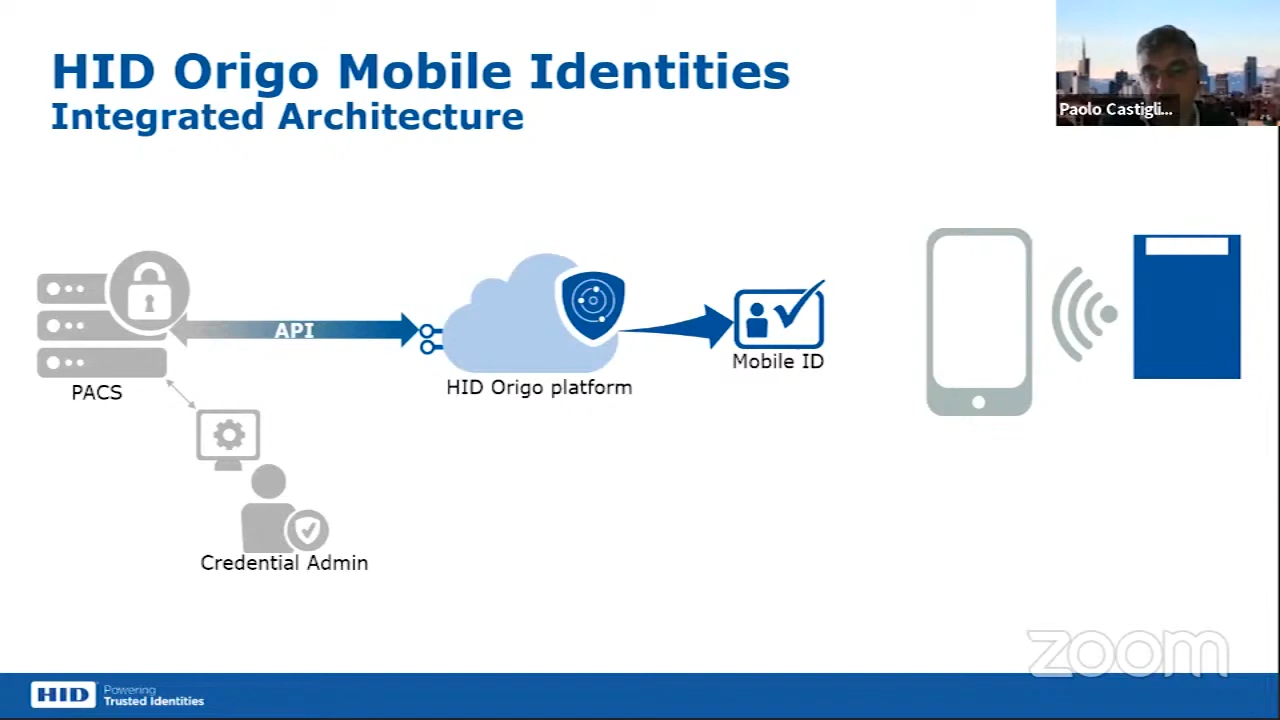 HID Origo Mobile Identities
Integrated Architecture
Paolo Castigli...
API
PACS
HID Origo platform
Mobile ID
Credential Admin
zoom
HID
Powering
Trusted Identities